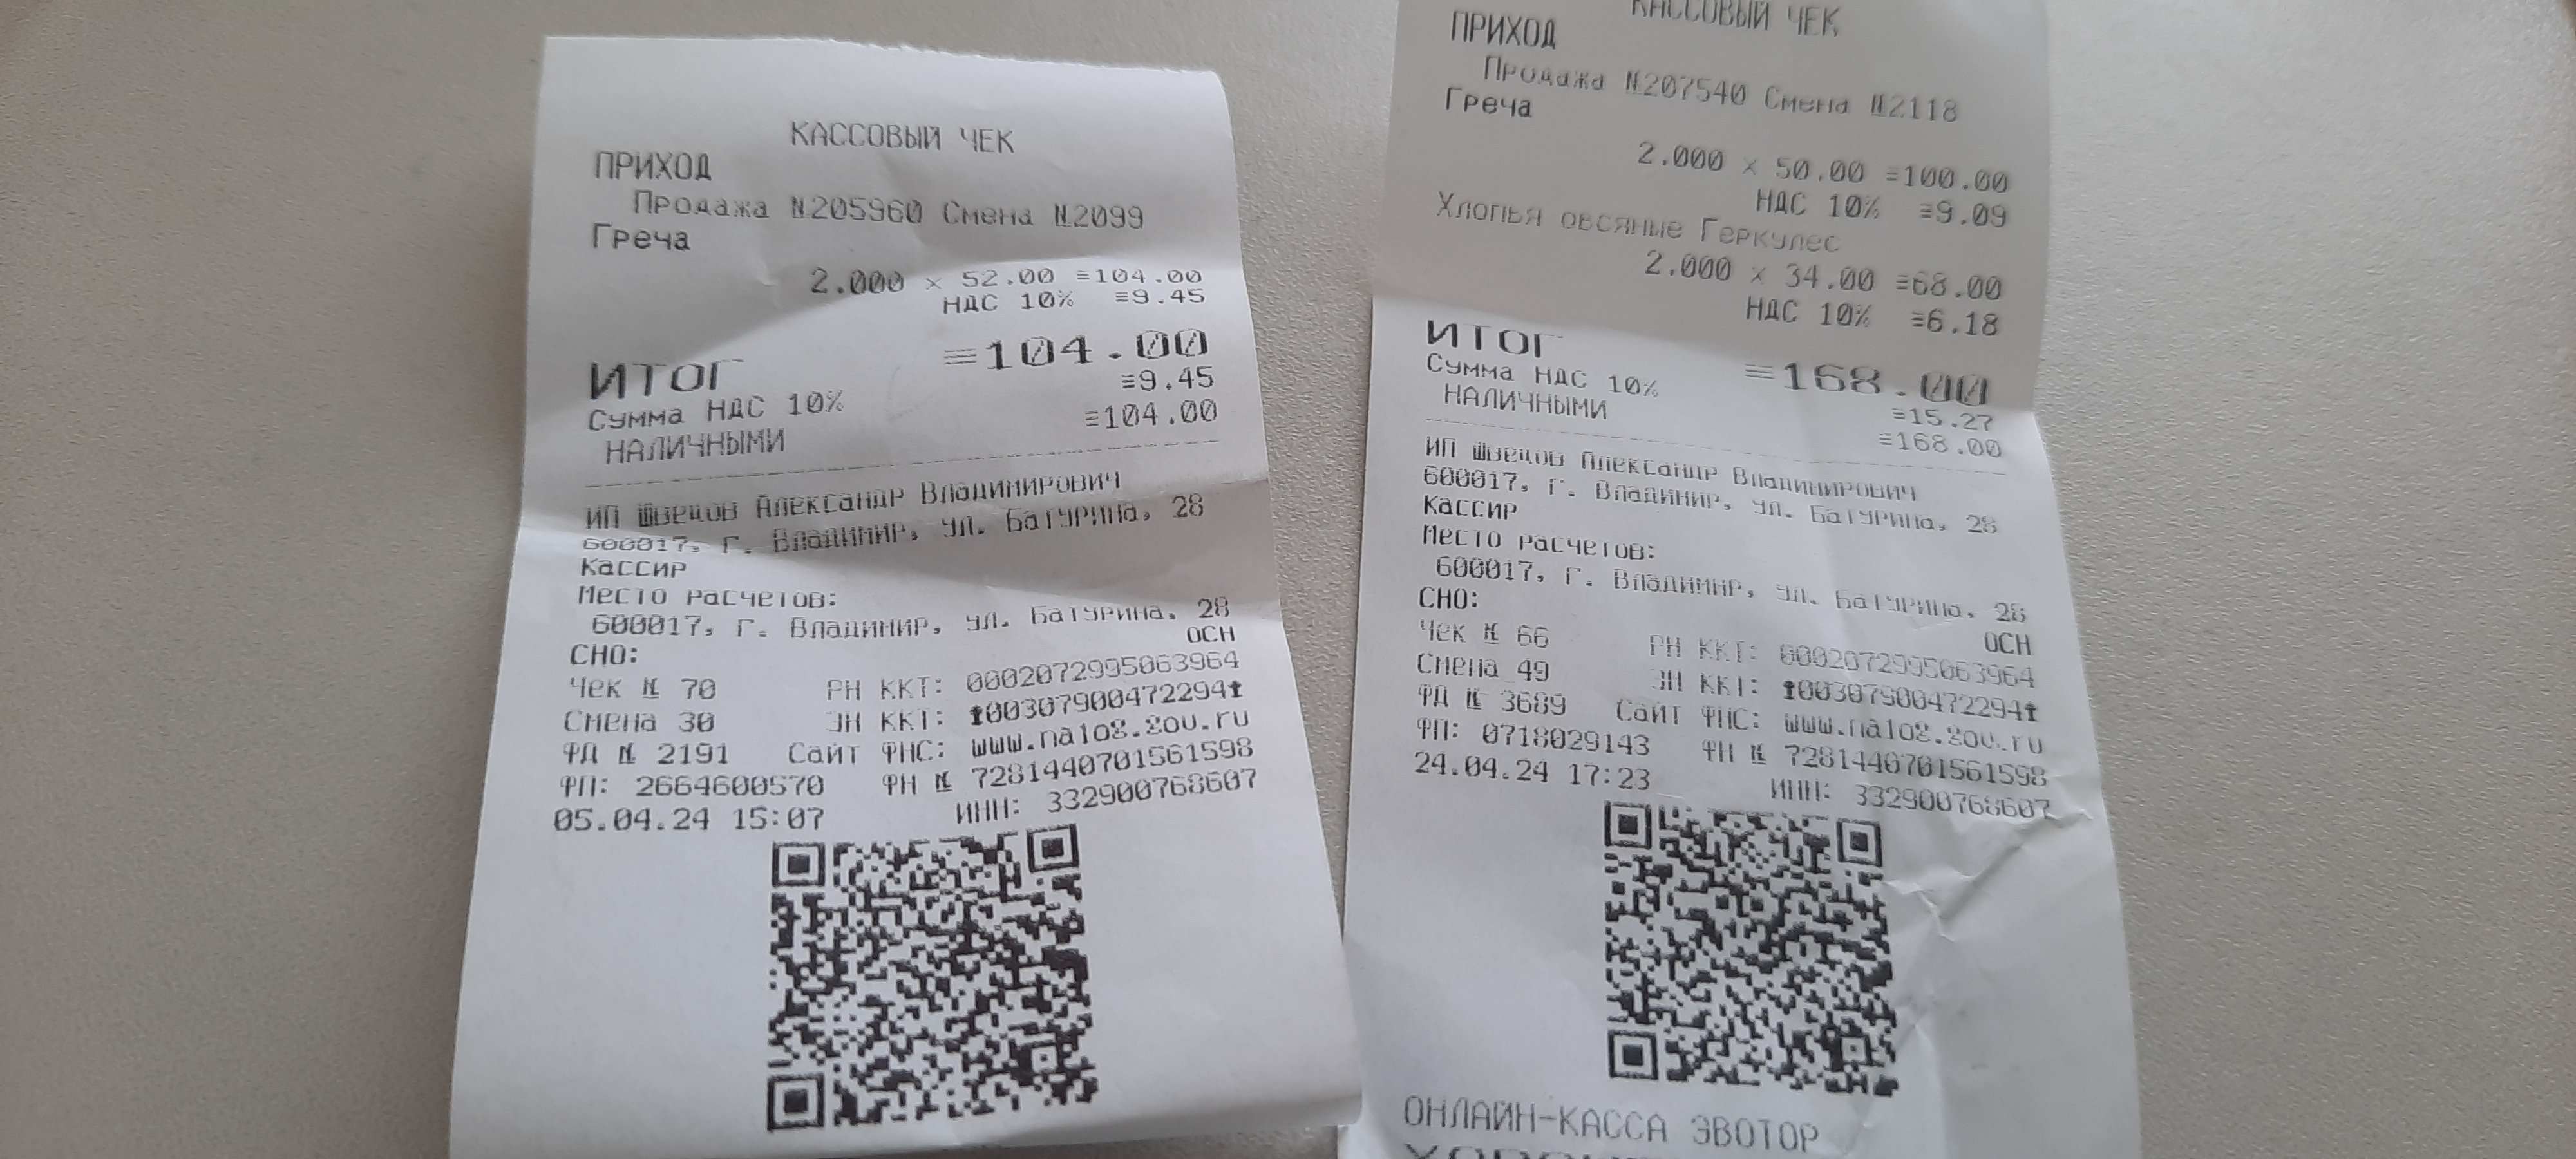 КАССОВЫЙ ЧЕК
ПРИХОД
Продажа №205960 Смена №2099
Греча
2.000 × 52.00 ≡104.00
НДС 10% ≡9.45
ИТОГ ≡104.00
Сумма НДС 10% ≡9.45
НАЛИЧНЫМИ ≡104.00
ИП Швецов Александр Владимирович
600017, г. Владимир, ул. Батурина, 28
Кассир
Место расчетов:
600017, г. Владимир, ул. Батурина, 28
СНО: ОСН
Чек № 70 РН ККТ: 0002072995063964
Смена 30 ЗН ККТ: ↟00307900472294↟
ФД № 2191 Сайт ФНС: www.nalog.gov.ru
ФП: 2664600570 ФН № 7281440701561598
05.04.24 15:07 ИНН: 332900768607
КАССОВЫЙ ЧЕК
ПРИХОД
Продажа №207540 Смена №2118
Греча
2.000 × 50.00 ≡100.00
НДС 10% ≡9.09
Хлопья овсяные Геркулес
2.000 × 34.00 ≡68.00
НДС 10% ≡6.18
ИТОГ ≡168.00
Сумма НДС 10% ≡15.27
НАЛИЧНЫМИ ≡168.00
ИП Швецов Александр Владимирович
600017, г. Владимир, ул. Батурина, 28
Кассир
Место расчетов:
600017, г. Владимир, ул. Батурина, 28
СНО: ОСН
Чек № 66 РН ККТ: 0002072995063964
Смена 49 ЗН ККТ: ↟00307900472294↟
ФД № 3689 Сайт ФНС: www.nalog.gov.ru
ФП: 0718029143 ФН № 7281440701561598
24.04.24 17:23 ИНН: 332900768607
ОНЛАЙН-КАССА ЭВОТОР